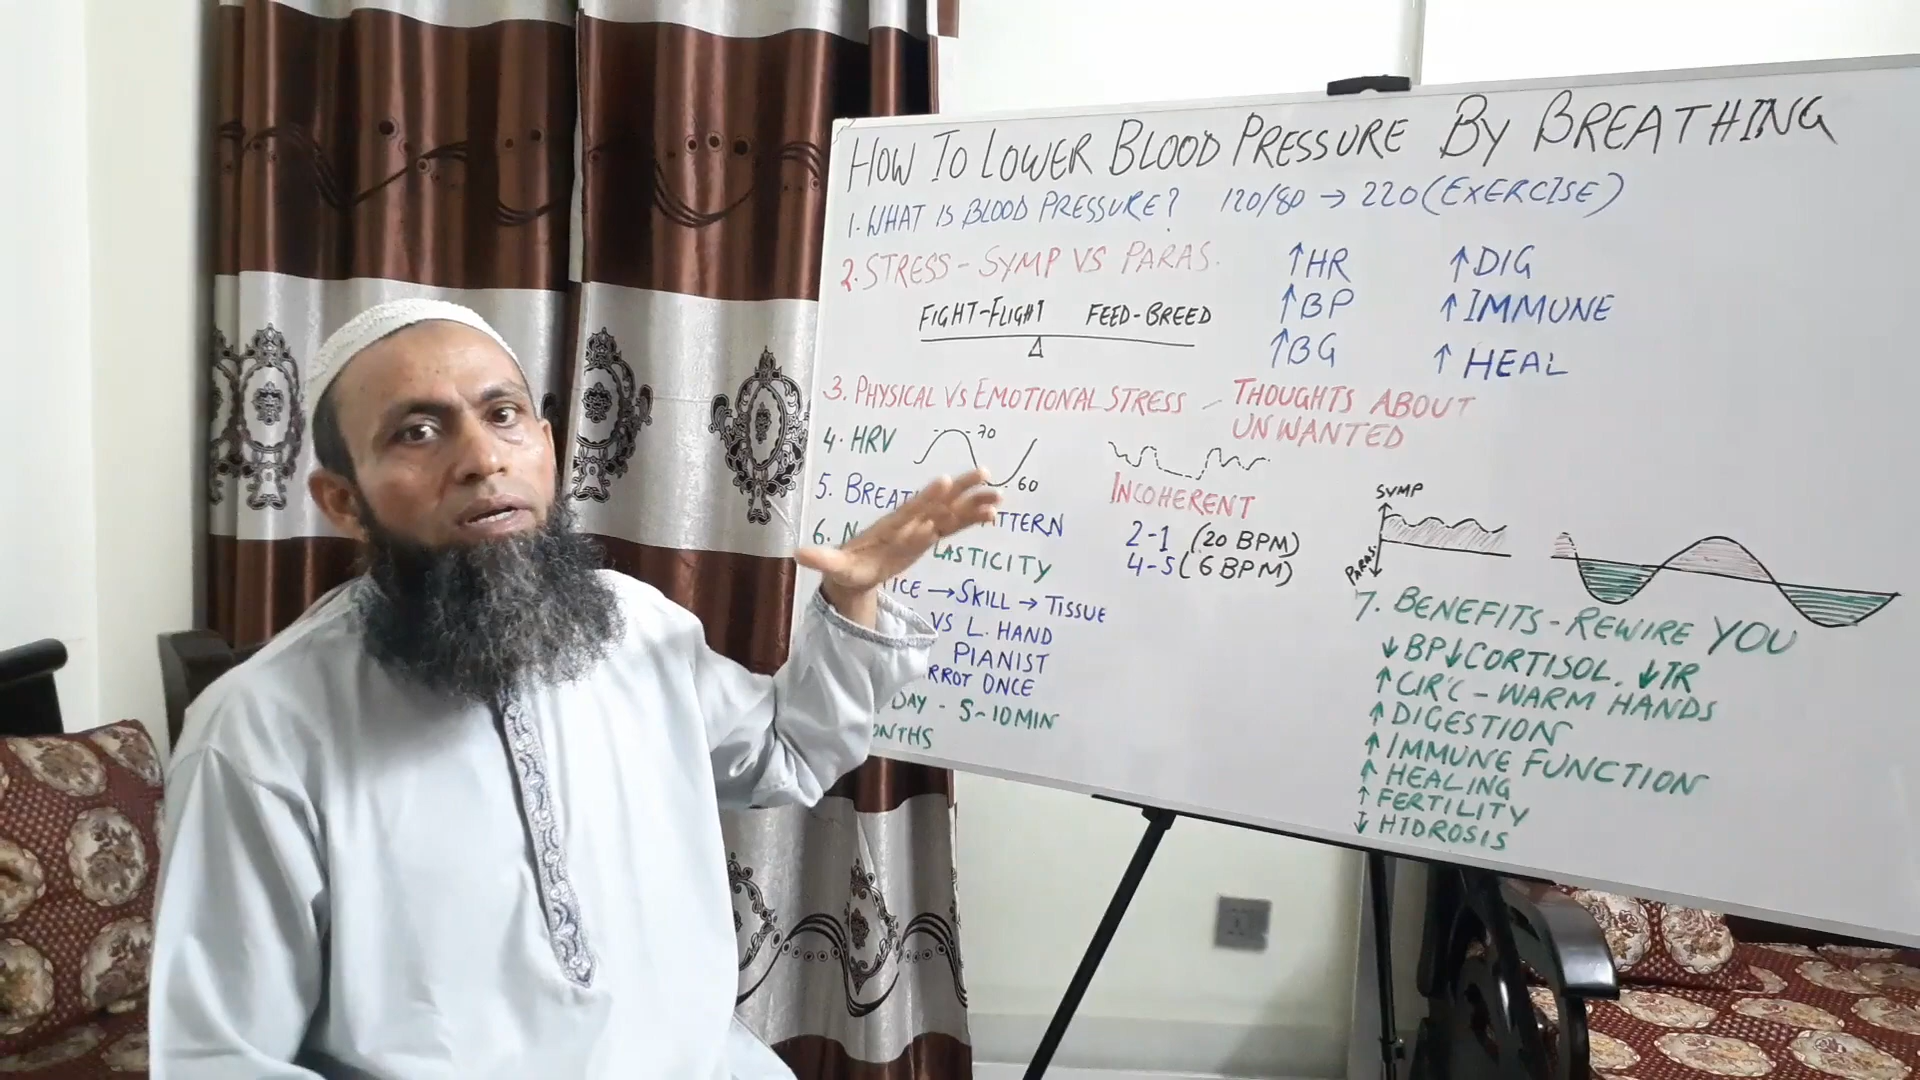 HOW TO LOWER BLOOD PRESSURE BY BREATHING
1. WHAT IS BLOOD PRESSURE? 120/80 → 220 (EXERCISE)
2. STRESS - SYMP VS PARAS.
FIGHT-FLIGHT FEED-BREED
↑HR ↑DIG
↑BP ↑IMMUNE
↑BG ↑HEAL
3. PHYSICAL VS EMOTIONAL STRESS - THOUGHTS ABOUT
UNWANTED
4. HRV 70
60
INCOHERENT
5. BREAT ATTERN
2-1 (20 BPM)
4-5 (6 BPM)
6. N LASTICITY
ICE → SKILL → TISSUE
VS L. HAND
PIANIST
RROT ONCE
DAY - 5-10 MIN
ONTHS
SYMP
PARAS.
7. BENEFITS - REWIRE YOU
↓BP ↓CORTISOL. ↓IR
↑CIR'C - WARM HANDS
↑DIGESTION
↑IMMUNE FUNCTION
↑HEALING
↑FERTILITY
↓HIDROSIS